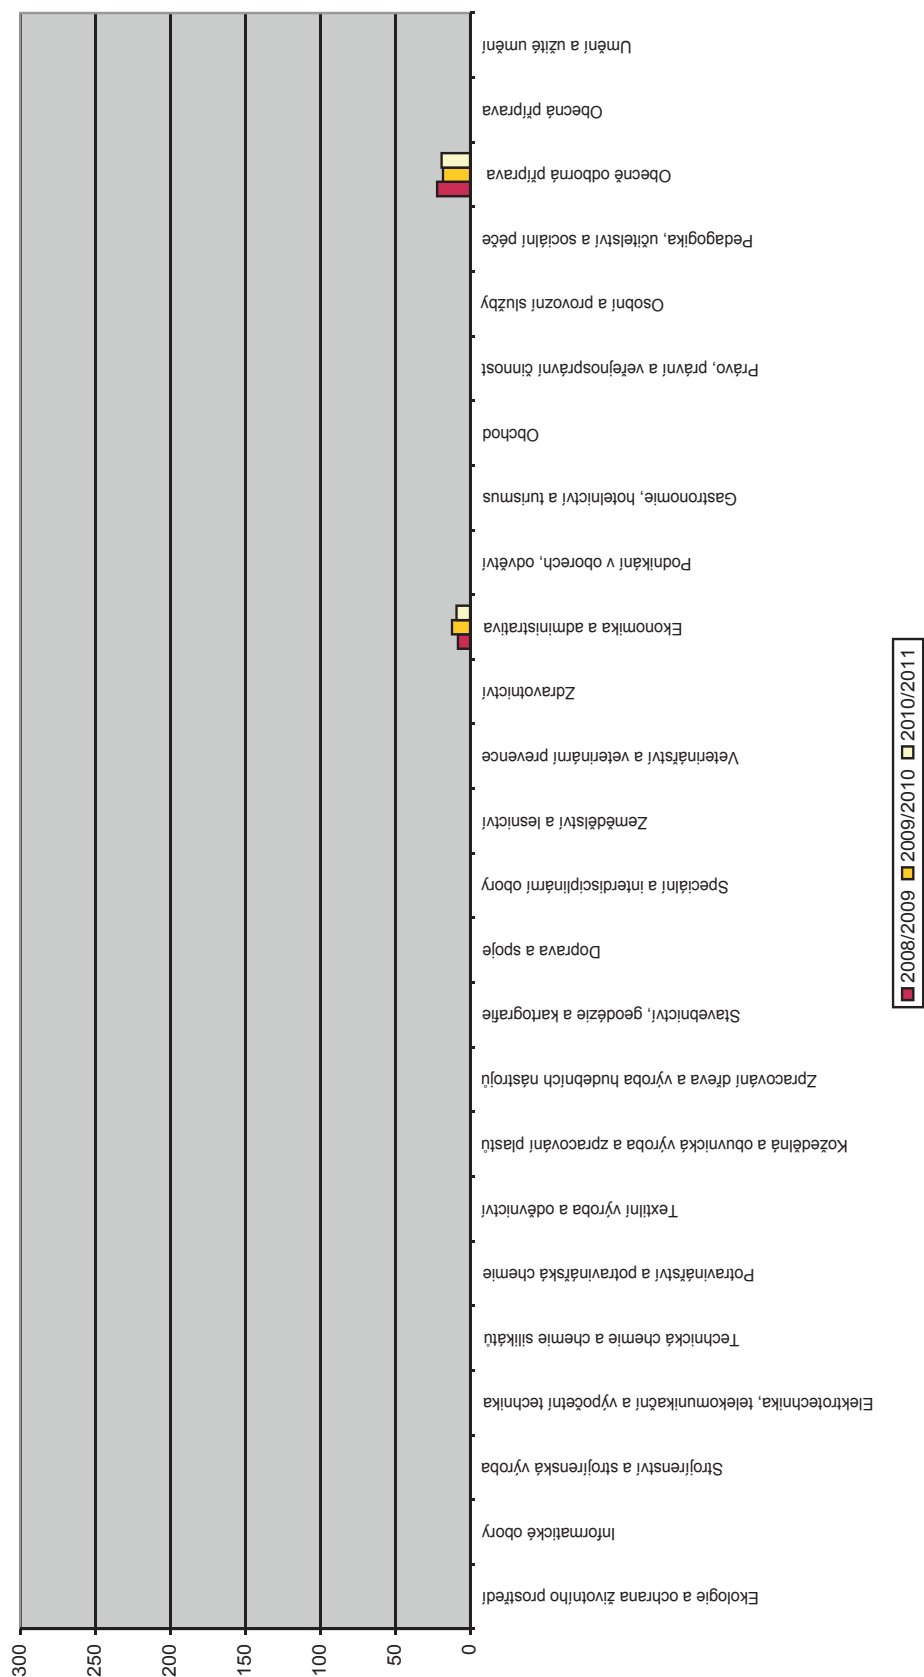 300
250
200
150
100
50
0
Ekologie a ochrana životního prostředí
Informatické obory
Strojírenství a strojírenská výroba
Elektrotechnika, telekomunikační a výpočetní technika
Technická chemie a chemie silikátů
Potravinářství a potravinářská chemie
Textilní výroba a oděvnictví
Kožedělná a obuvnická výroba a zpracování plastů
Zpracování dřeva a výroba hudebních nástrojů
Stavebnictví, geodézie a kartografie
Doprava a spoje
Speciální a interdisciplinární obory
Zemědělství a lesnictví
Veterinářství a veterinární prevence
Zdravotnictví
Ekonomika a administrativa
Podnikání v oborech, odvětví
Gastronomie, hotelnictví a turismus
Obchod
Právo, právní a veřejnosprávní činnost
Osobní a provozní služby
Pedagogika, učitelství a sociální péče
Obecně odborná příprava
Obecná příprava
Umění a užité umění
2008/2009 2009/2010 2010/2011